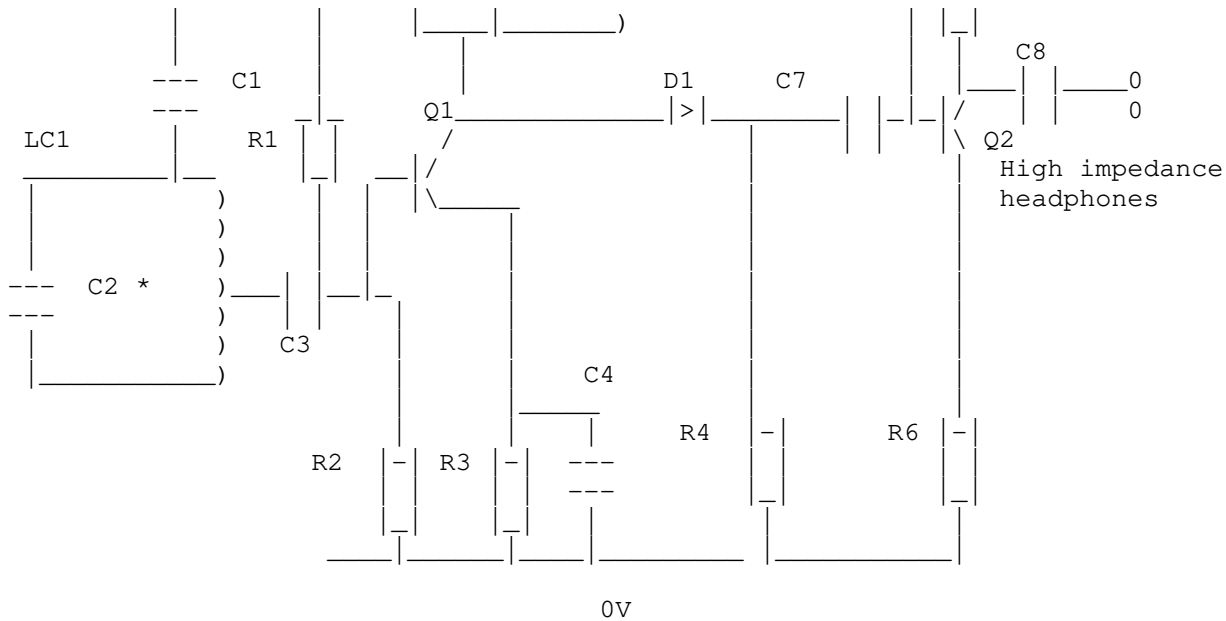 C8
C1 D1 C7 0
Q1 0
LC1 R1 Q2
High impedance
headphones
C2 *
C3
C4
R4 R6
R2 R3
0V